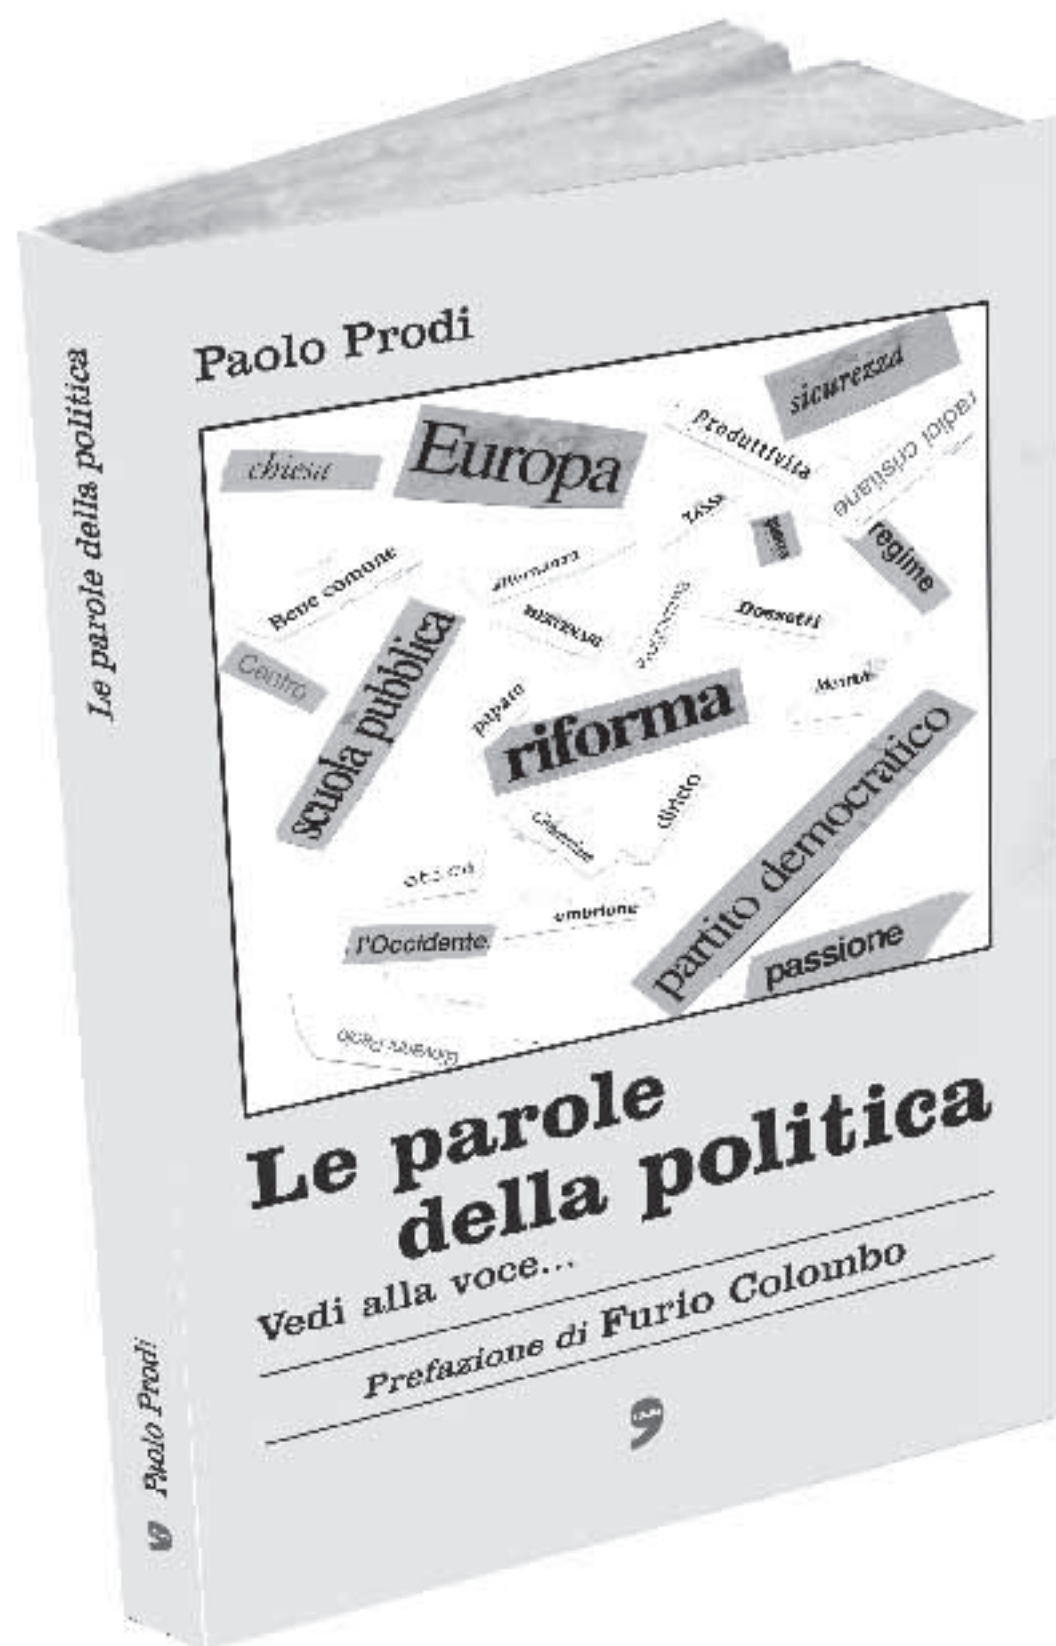 Le parole della politica
Paolo Prodi
Paolo Prodi
sicurezza
Produttività
radici cristiane
chiesa
Europa
regime
Bene comune
alternanza
Dossetti
Centro
scuola pubblica
papato
riforma
diritto
partito democratico
embrione
l'Occidente
passione
Le parole
della politica
Vedi alla voce...
Prefazione di Furio Colombo